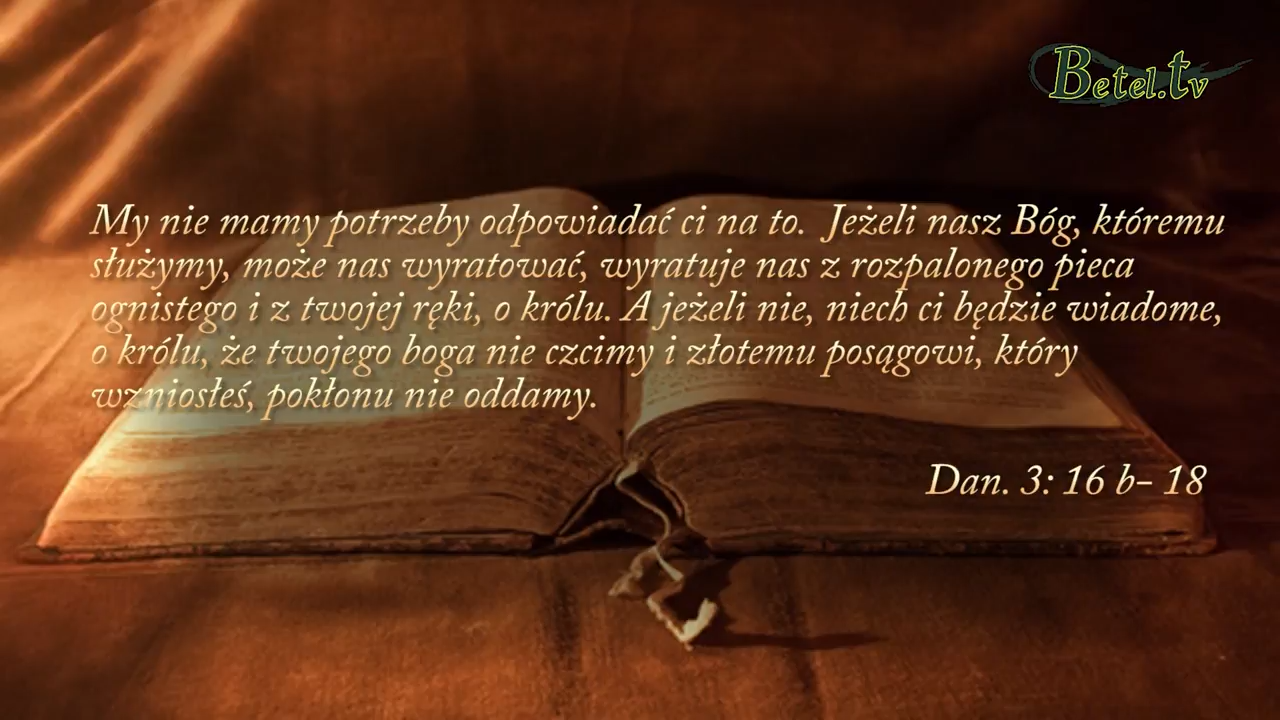 Betel.tv
My nie mamy potrzeby odpowiadać ci na to. Jeżeli nasz Bóg, któremu
służymy, może nas wyratować, wyratuje nas z rozpalonego pieca
ognistego i z twojej ręki, o królu. A jeżeli nie, niech ci będzie wiadome,
o królu, że twojego boga nie czcimy i złotemu posągowi, który
wzniosłeś, pokłonu nie oddamy.
Dan. 3: 16 b- 18